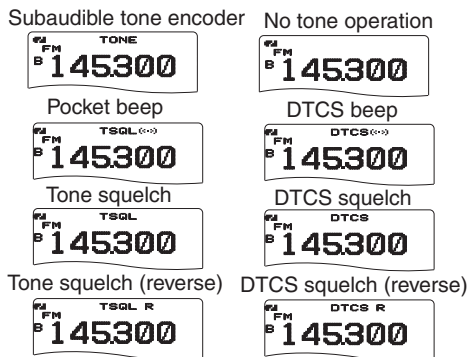 Subaudible tone encoder No tone operation
TONE
FM FM
B 145.300 B 145.300
Pocket beep DTCS beep
TSQL((•)) DTCS((•))
FM FM
B 145.300 B 145.300
Tone squelch DTCS squelch
TSQL DTCS
FM FM
B 145.300 B 145.300
Tone squelch (reverse) DTCS squelch (reverse)
TSQL R DTCS R
FM FM
B 145.300 B 145.300